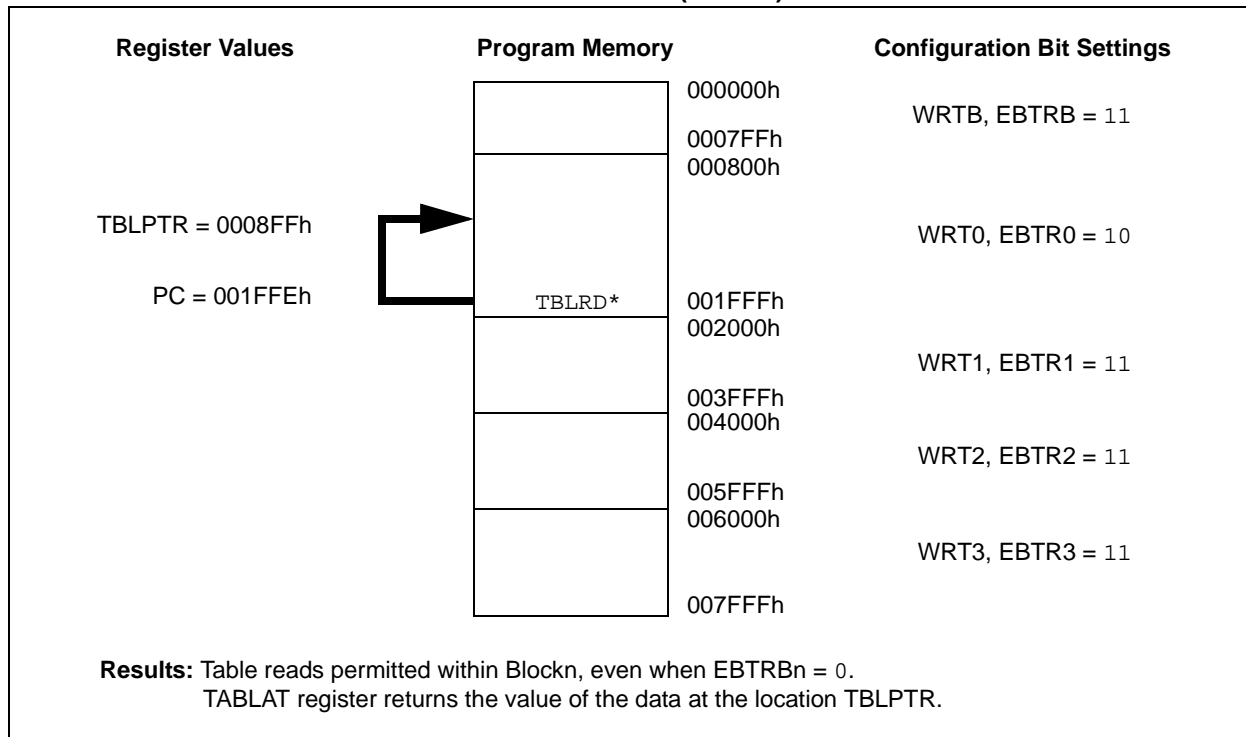 Register Values Program Memory Configuration Bit Settings
000000h
WRTB, EBTRB = 11
0007FFh
000800h
TBLPTR = 0008FFh
WRT0, EBTR0 = 10
PC = 001FFEh
TBLRD*
001FFFh
002000h
WRT1, EBTR1 = 11
003FFFh
004000h
WRT2, EBTR2 = 11
005FFFh
006000h
WRT3, EBTR3 = 11
007FFFh
Results: Table reads permitted within Blockn, even when EBTRBn = 0.
TABLAT register returns the value of the data at the location TBLPTR.